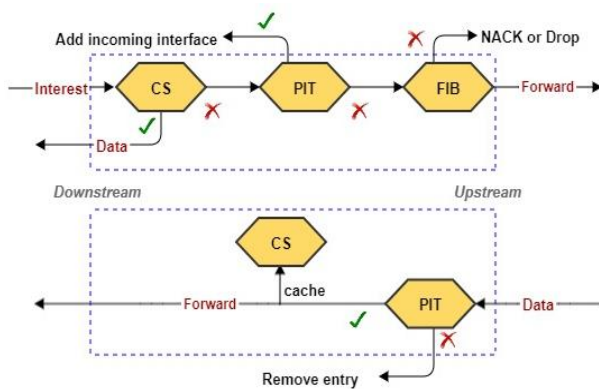 Add incoming interface
NACK or Drop
Interest
CS
PIT
FIB
Forward
Data
Downstream
Upstream
CS
cache
Forward
PIT
Data
Remove entry